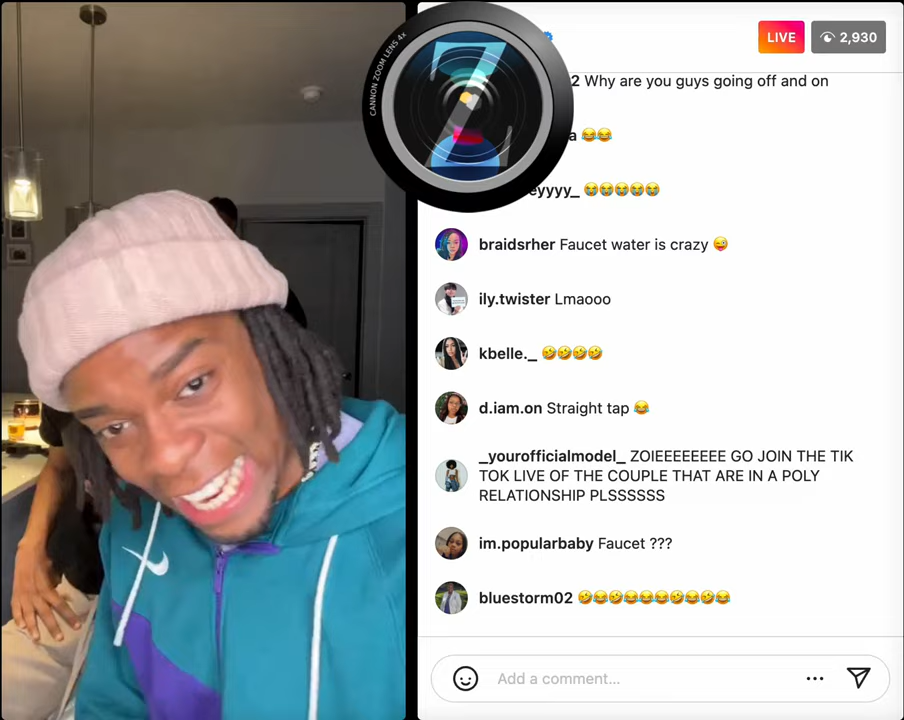 CANNON ZOOM LENS 4x
Z
LIVE
2,930
2 Why are you guys going off and on
a 😂😂
eyyyy_ 😭😭😭😭😭
braidsrher Faucet water is crazy 😜
ily.twister Lmaooo
kbelle._ 🤣🤣🤣🤣
d.iam.on Straight tap 😂
_yourofficialmodel_ ZOIEEEEEEEE GO JOIN THE TIK
TOK LIVE OF THE COUPLE THAT ARE IN A POLY
RELATIONSHIP PLSSSSSS
im.popularbaby Faucet ???
bluestorm02 🤣😂🤣😂😂😂🤣😂🤣😂
Add a comment...